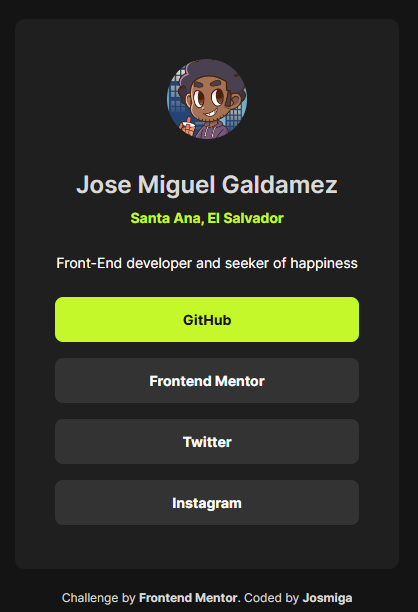 Jose Miguel Galdamez
Santa Ana, El Salvador
Front-End developer and seeker of happiness
GitHub
Frontend Mentor
Twitter
Instagram
Challenge by Frontend Mentor. Coded by Josmiga